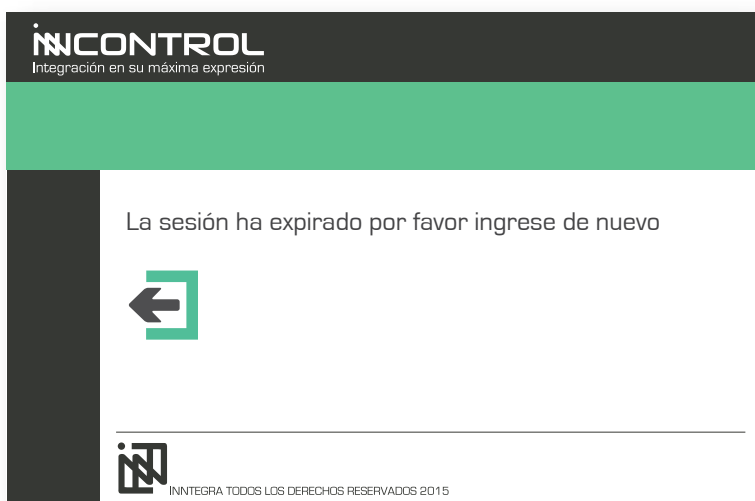 INNCONTROL
Integración en su máxima expresión
La sesión ha expirado por favor ingrese de nuevo
INNTEGRA TODOS LOS DERECHOS RESERVADOS 2015